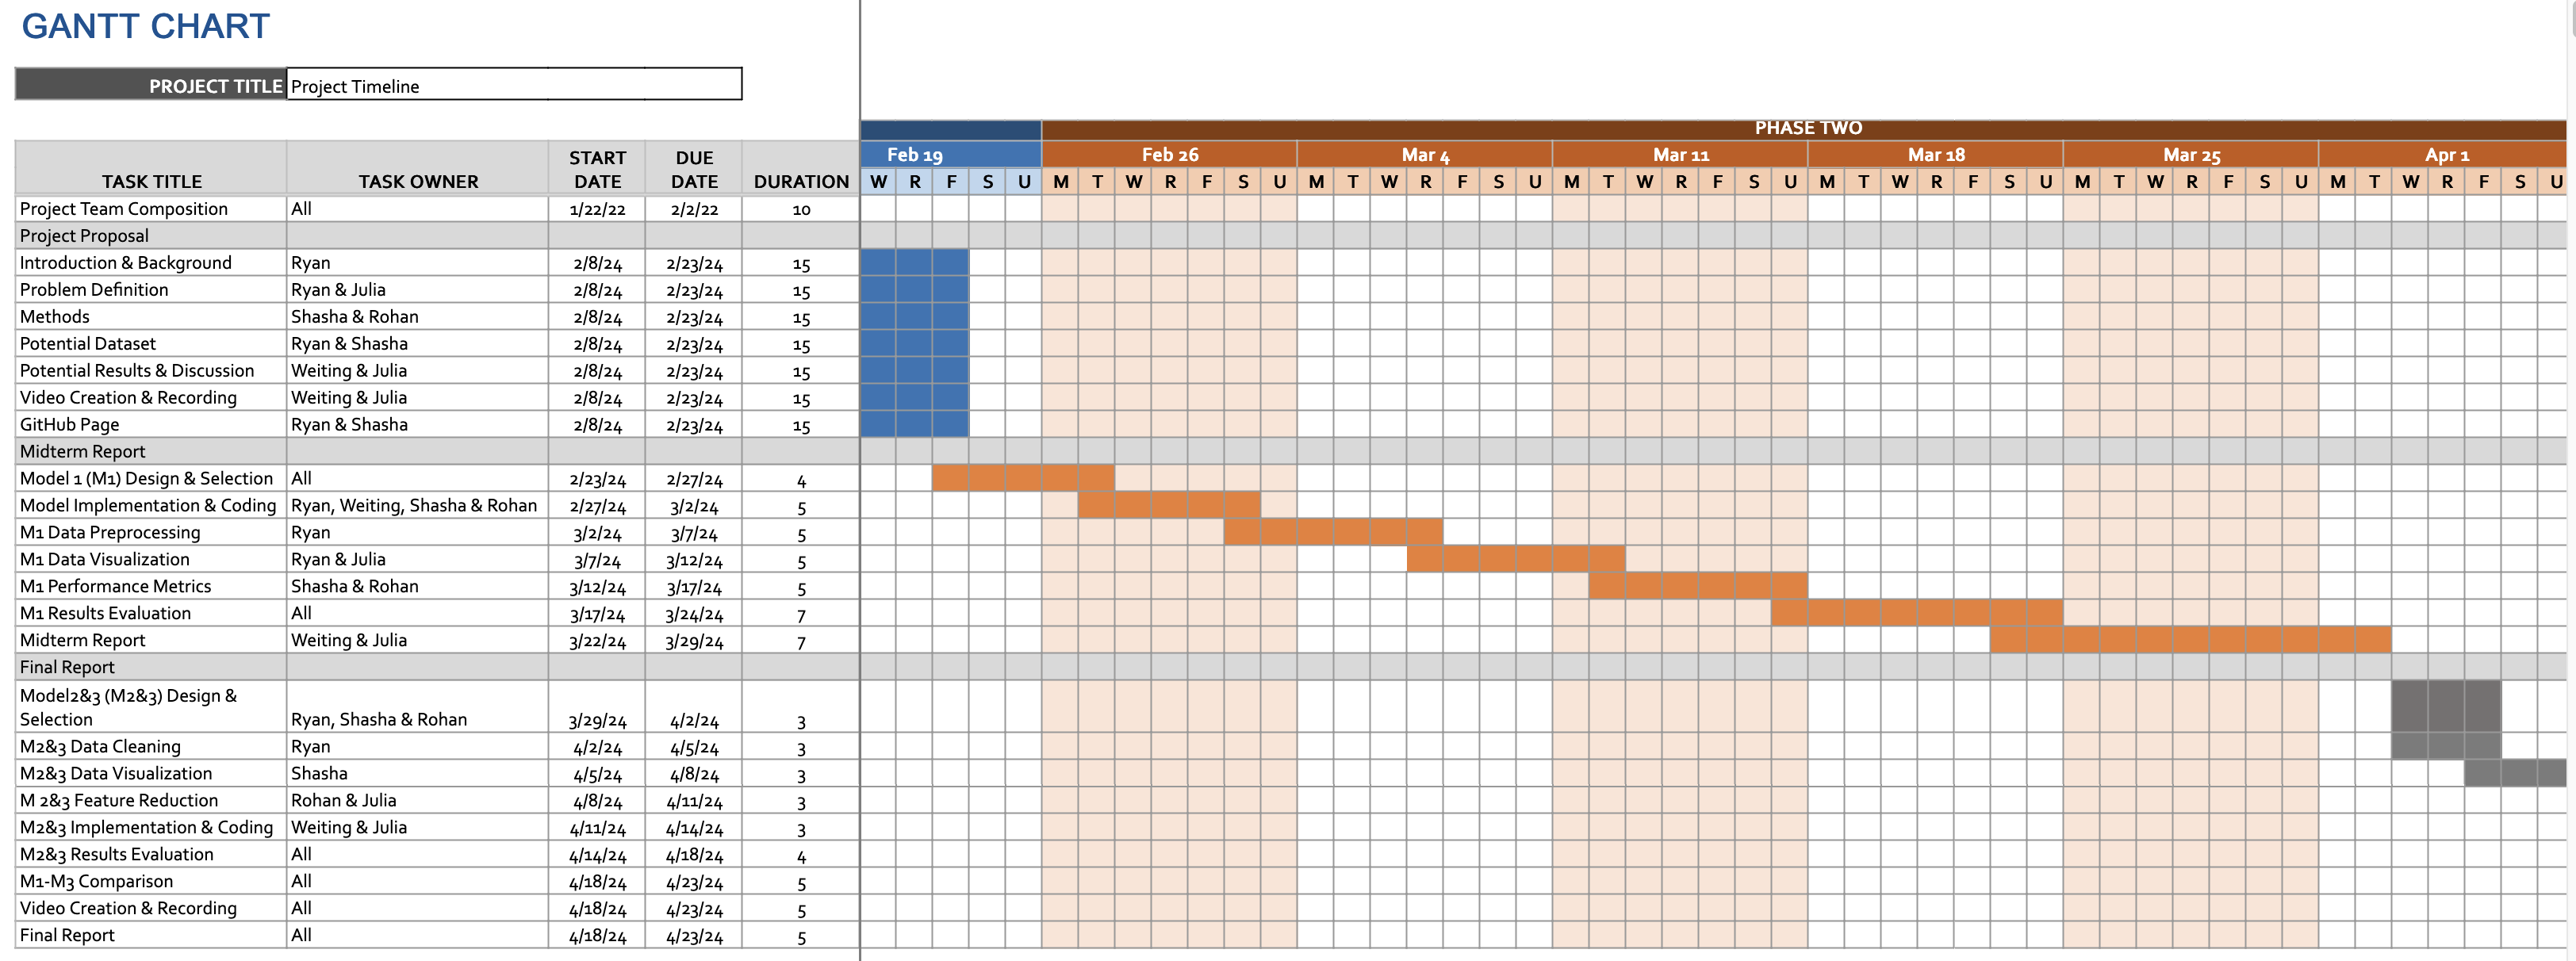 GANTT CHART
PROJECT TITLE Project Timeline
PHASE TWO
Feb 19 Feb 26 Mar 4 Mar 11 Mar 18 Mar 25 Apr 1
TASK TITLE TASK OWNER START DATE DUE DATE DURATION W R F S U M T W R F S U M T W R F S U M T W R F S U M T W R F S U M T W R F S U M T W R F S U
Project Team Composition All 1/22/22 2/2/22 10
Project Proposal
Introduction & Background Ryan 2/8/24 2/23/24 15
Problem Definition Ryan & Julia 2/8/24 2/23/24 15
Methods Shasha & Rohan 2/8/24 2/23/24 15
Potential Dataset Ryan & Shasha 2/8/24 2/23/24 15
Potential Results & Discussion Weiting & Julia 2/8/24 2/23/24 15
Video Creation & Recording Weiting & Julia 2/8/24 2/23/24 15
GitHub Page Ryan & Shasha 2/8/24 2/23/24 15
Midterm Report
Model 1 (M1) Design & Selection All 2/23/24 2/27/24 4
Model Implementation & Coding Ryan, Weiting, Shasha & Rohan 2/27/24 3/2/24 5
M1 Data Preprocessing Ryan 3/2/24 3/7/24 5
M1 Data Visualization Ryan & Julia 3/7/24 3/12/24 5
M1 Performance Metrics Shasha & Rohan 3/12/24 3/17/24 5
M1 Results Evaluation All 3/17/24 3/24/24 7
Midterm Report Weiting & Julia 3/22/24 3/29/24 7
Final Report
Model2&3 (M2&3) Design &
Selection Ryan, Shasha & Rohan 3/29/24 4/2/24 3
M2&3 Data Cleaning Ryan 4/2/24 4/5/24 3
M2&3 Data Visualization Shasha 4/5/24 4/8/24 3
M 2&3 Feature Reduction Rohan & Julia 4/8/24 4/11/24 3
M2&3 Implementation & Coding Weiting & Julia 4/11/24 4/14/24 3
M2&3 Results Evaluation All 4/14/24 4/18/24 4
M1-M3 Comparison All 4/18/24 4/23/24 5
Video Creation & Recording All 4/18/24 4/23/24 5
Final Report All 4/18/24 4/23/24 5